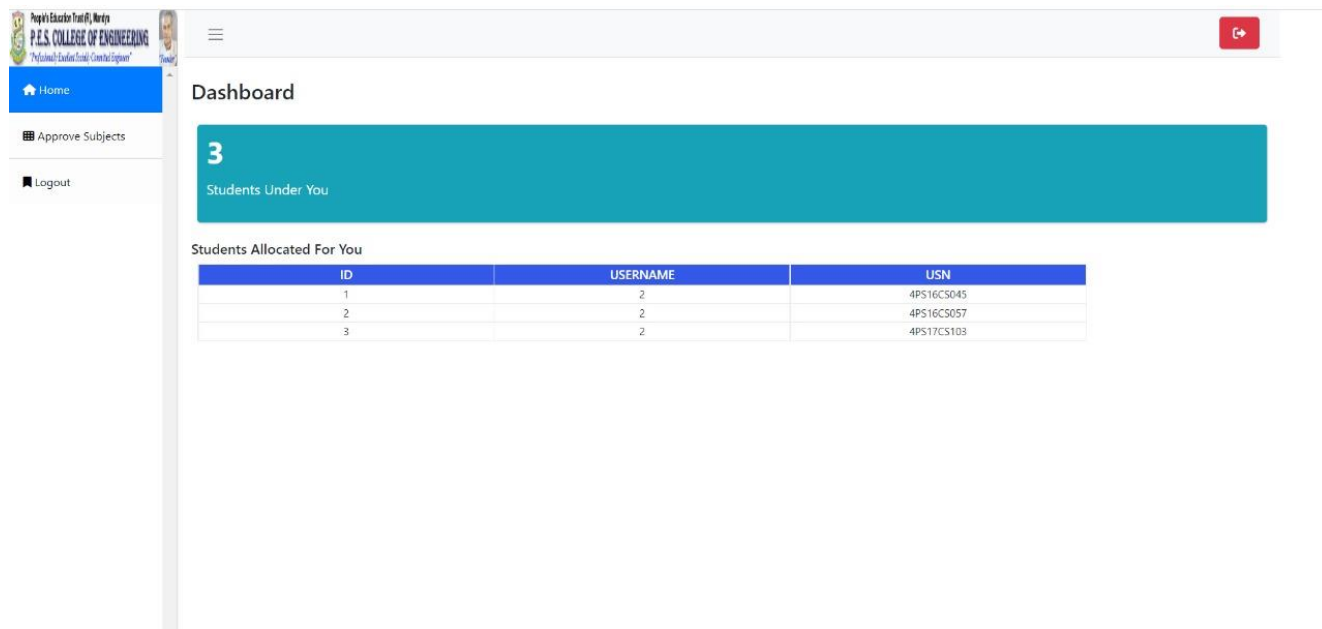 People's Education Trust(R), Mandya
P.E.S. COLLEGE OF ENGINEERING
Home
Dashboard
Approve Subjects
3
Logout
Students Under You
Students Allocated For You
ID USERNAME USN
1 2 4PS16CS045
2 2 4PS16CS057
3 2 4PS17CS103